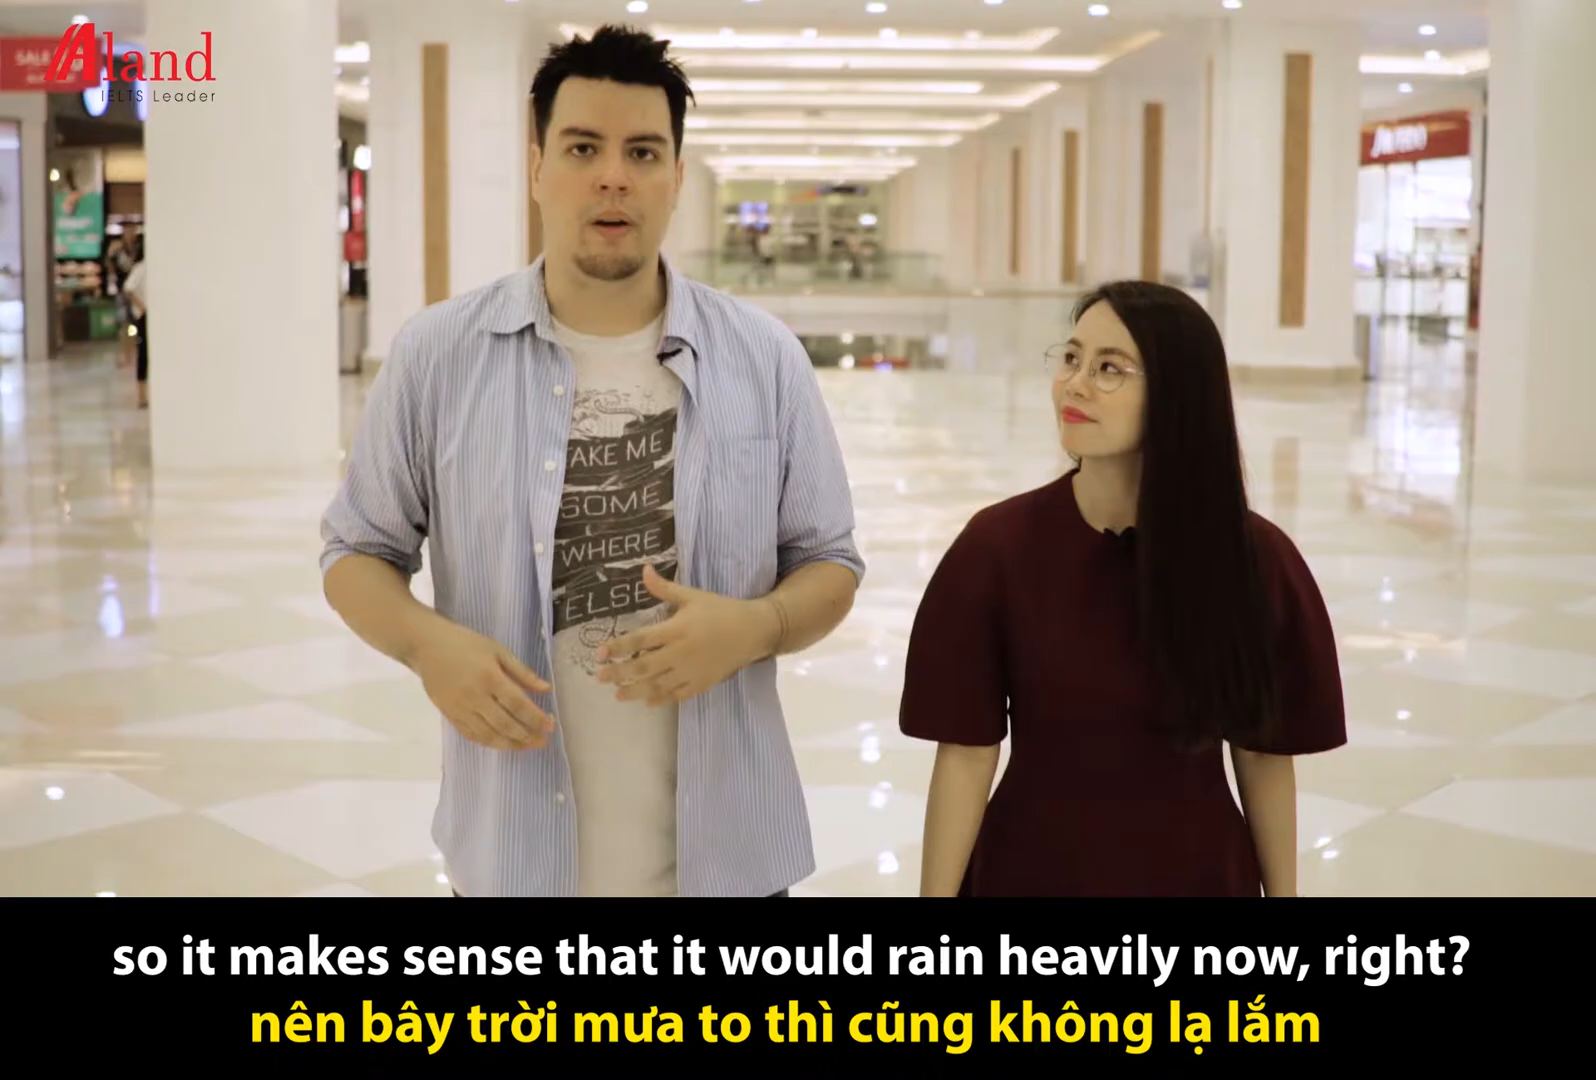 SALE
Aland
IELTS Leader
TAKE ME
SOME
WHERE
ELSE
so it makes sense that it would rain heavily now, right?
nên bây trời mưa to thì cũng không lạ lắm